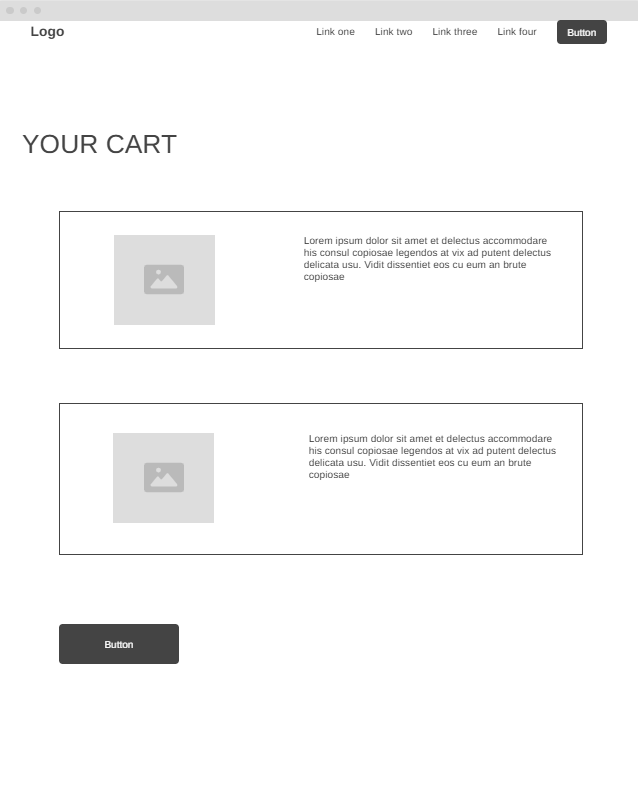 Logo
Link one
Link two
Link three
Link four
Button
YOUR CART
Lorem ipsum dolor sit amet et delectus accommodare
his consul copiosae legendos at vix ad putent delectus
delicata usu. Vidit dissentiet eos cu eum an brute
copiosae
Lorem ipsum dolor sit amet et delectus accommodare
his consul copiosae legendos at vix ad putent delectus
delicata usu. Vidit dissentiet eos cu eum an brute
copiosae
Button